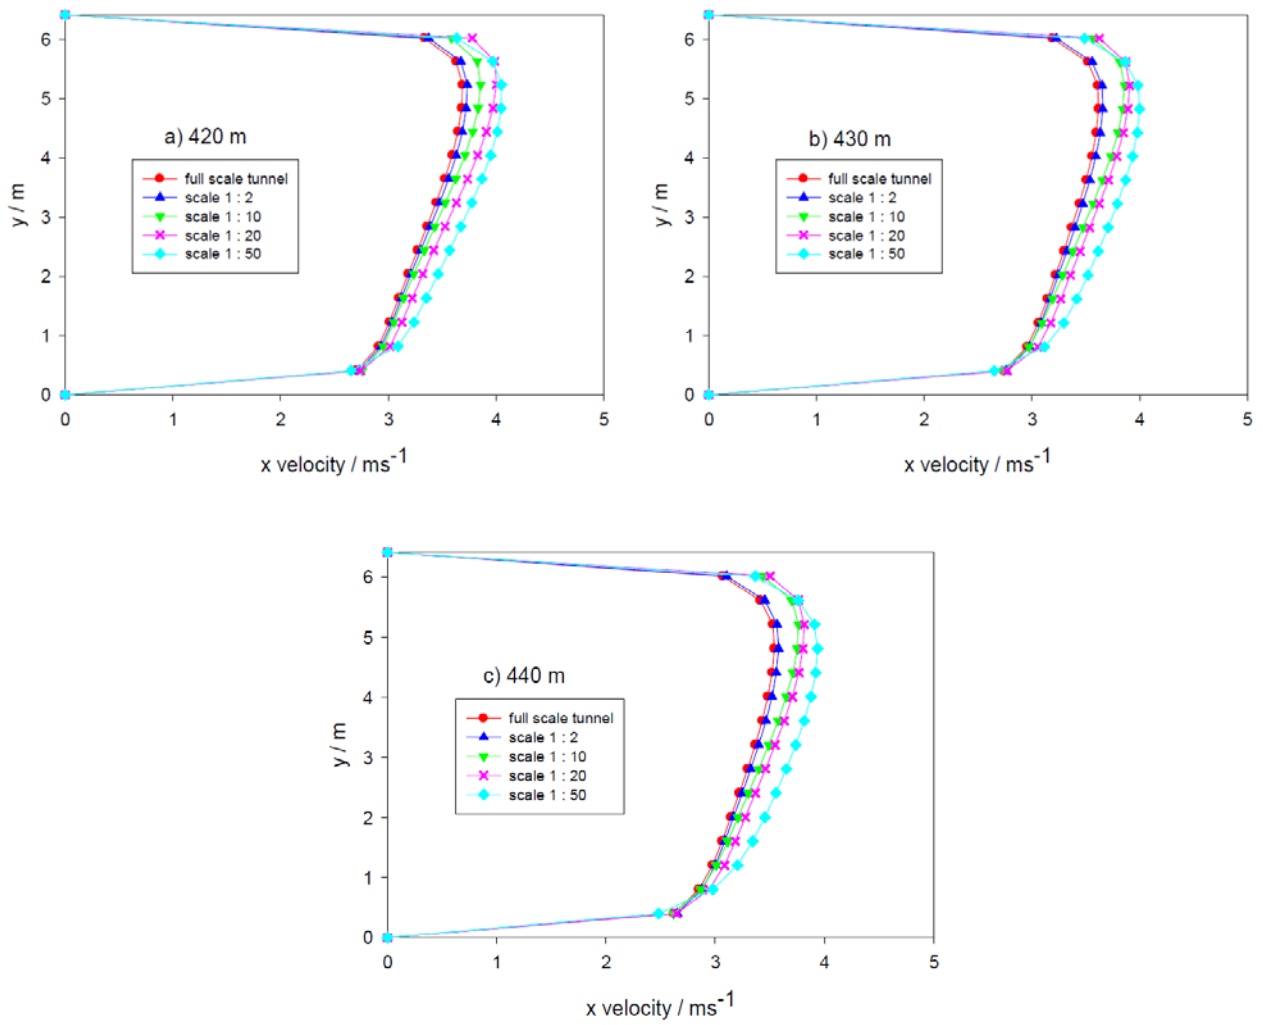 a) 420 m
full scale tunnel
scale 1 : 2
scale 1 : 10
scale 1 : 20
scale 1 : 50
y / m
6
5
4
3
2
1
0
0 1 2 3 4 5
x velocity / ms-1
b) 430 m
full scale tunnel
scale 1 : 2
scale 1 : 10
scale 1 : 20
scale 1 : 50
y / m
6
5
4
3
2
1
0
0 1 2 3 4 5
x velocity / ms-1
c) 440 m
full scale tunnel
scale 1 : 2
scale 1 : 10
scale 1 : 20
scale 1 : 50
y / m
6
5
4
3
2
1
0
0 1 2 3 4 5
x velocity / ms-1